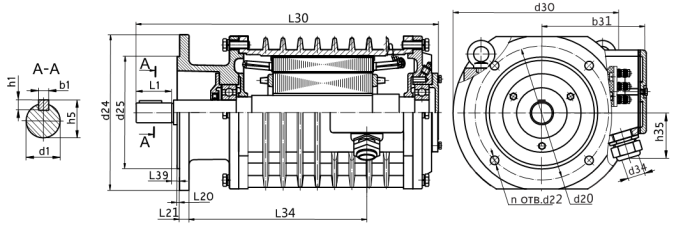 L30
d30
b31
A
A-A
h1
b1
L1
d24
d25
h5
A
d1
h35
L39
d34
L20
n отв.d22
d20
L21
L34